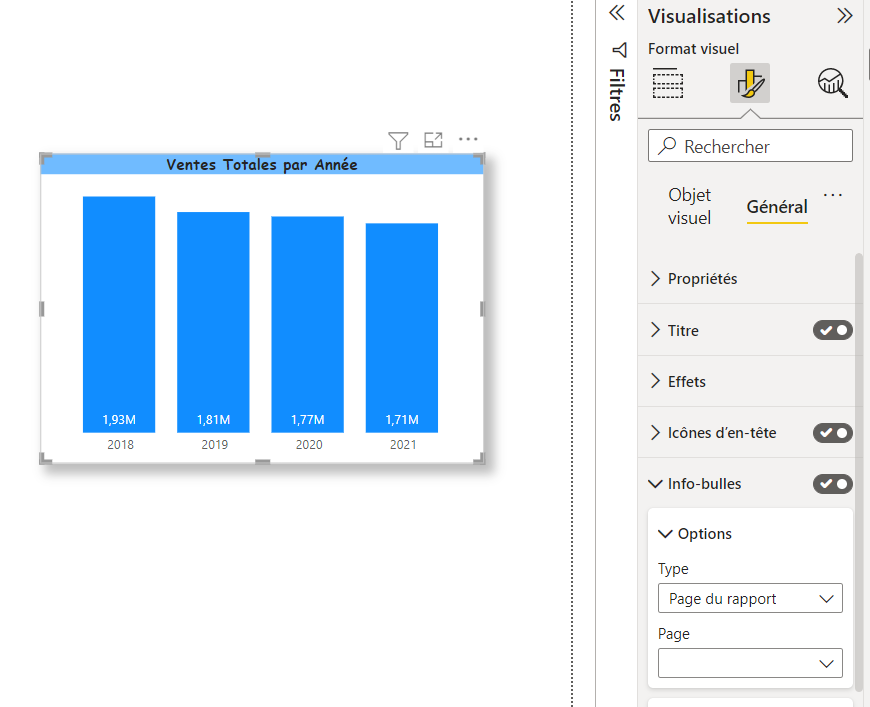 Ventes Totales par Année
1,93M
1,81M
1,77M
1,71M
2018
2019
2020
2021
Filtres
Visualisations
Format visuel
Rechercher
Objet
visuel
Général
Propriétés
Titre
Effets
Icônes d’en-tête
Info-bulles
Options
Type
Page du rapport
Page